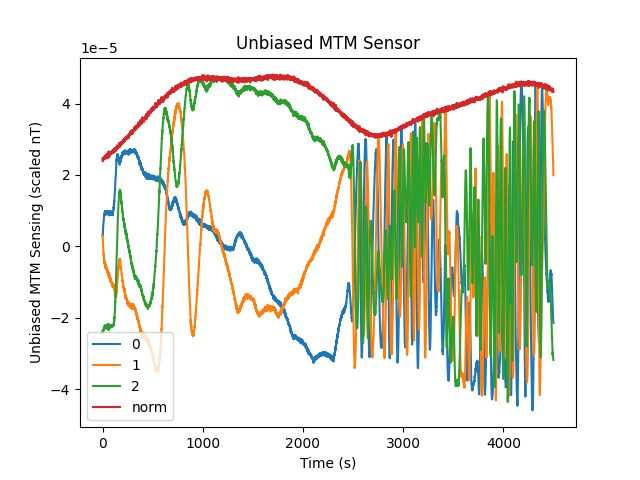 Unbiased MTM Sensor
1e−5
Unbiased MTM Sensing (scaled nT)
4
2
0
−2
−4
0
1
2
norm
0 1000 2000 3000 4000
Time (s)